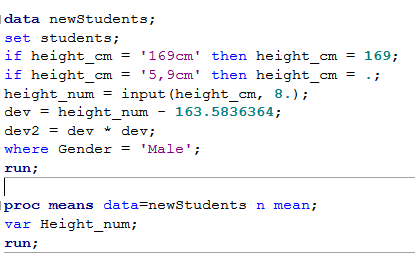 data newStudents;
set students;
if height_cm = '169cm' then height_cm = 169;
if height_cm = '5,9cm' then height_cm = .;
height_num = input(height_cm, 8.);
dev = height_num - 163.5836364;
dev2 = dev * dev;
where Gender = 'Male';
run;
proc means data=newStudents n mean;
var Height_num;
run;